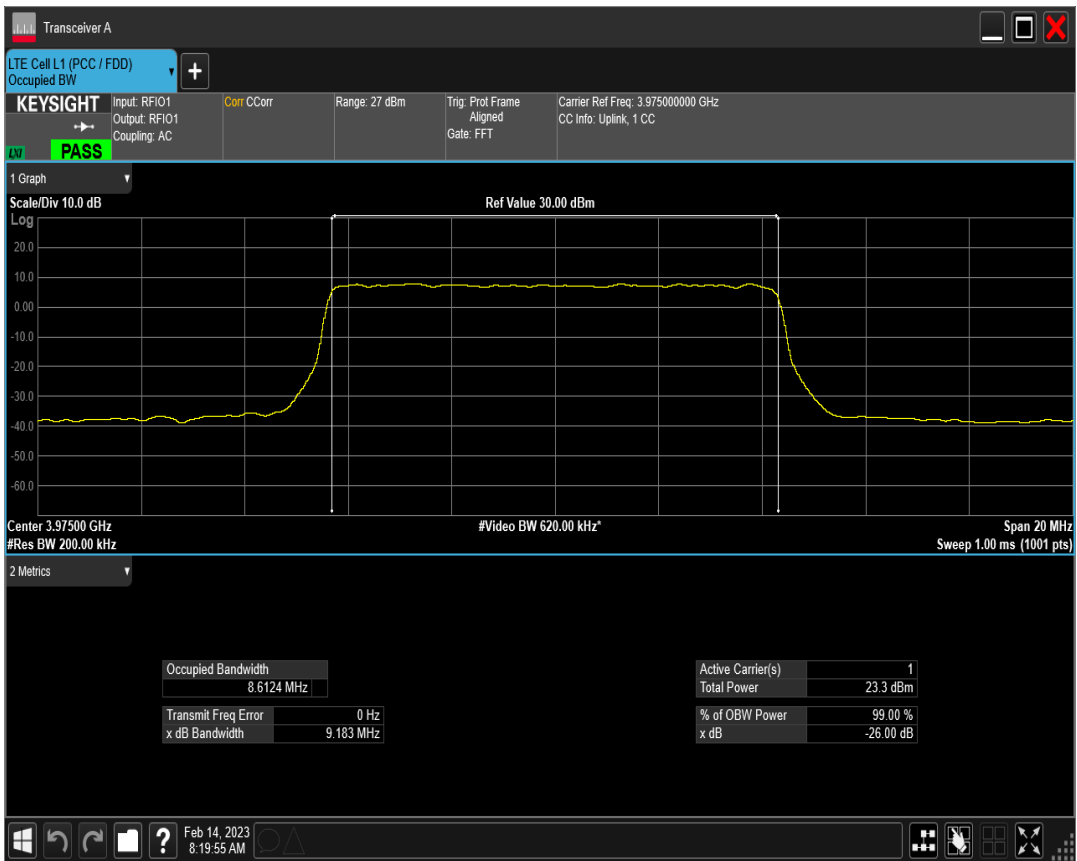 Transceiver A
LTE Cell L1 (PCC / FDD)
Occupied BW
KEYSIGHT
LXI
PASS
Input: RFIO1
Output: RFIO1
Coupling: AC
Corr CCorr
Range: 27 dBm
Trig: Prot Frame
Aligned
Gate: FFT
Carrier Ref Freq: 3.975000000 GHz
CC Info: Uplink, 1 CC
1 Graph
Scale/Div 10.0 dB
Ref Value 30.00 dBm
Log
20.0
10.0
0.00
-10.0
-20.0
-30.0
-40.0
-50.0
-60.0
Center 3.97500 GHz
#Video BW 620.00 kHz*
Span 20 MHz
#Res BW 200.00 kHz
Sweep 1.00 ms (1001 pts)
2 Metrics
Occupied Bandwidth
8.6124 MHz
Transmit Freq Error 0 Hz
x dB Bandwidth 9.183 MHz
Active Carrier(s) 1
Total Power 23.3 dBm
% of OBW Power 99.00 %
x dB -26.00 dB
?
Feb 14, 2023
8:19:55 AM